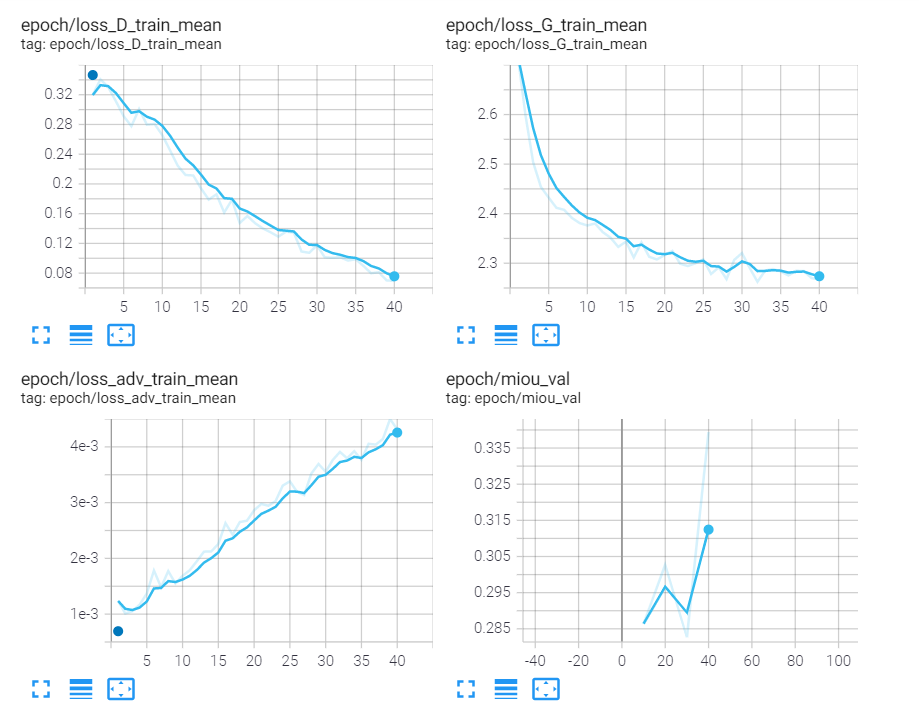 epoch/loss_D_train_mean
tag: epoch/loss_D_train_mean
0.32
0.28
0.24
0.2
0.16
0.12
0.08
5 10 15 20 25 30 35 40
epoch/loss_G_train_mean
tag: epoch/loss_G_train_mean
2.6
2.5
2.4
2.3
5 10 15 20 25 30 35 40
epoch/loss_adv_train_mean
tag: epoch/loss_adv_train_mean
4e-3
3e-3
2e-3
1e-3
5 10 15 20 25 30 35 40
epoch/miou_val
tag: epoch/miou_val
0.335
0.325
0.315
0.305
0.295
0.285
-40 -20 0 20 40 60 80 100